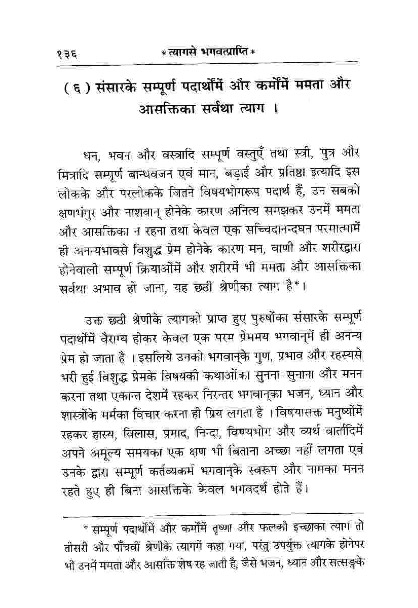 १३६ * त्यागसे भगवत्प्राप्ति *
( ६ ) संसारके सम्पूर्ण पदार्थोंमें और कर्मोंमें ममता और
आसक्तिका सर्वथा त्याग ।
धन, भवन और वस्त्रादि सम्पूर्ण वस्तुएँ तथा स्त्री, पुत्र और
मित्रादि सम्पूर्ण बान्धवजन एवं मान, बड़ाई और प्रतिष्ठा इत्यादि इस
लोकके और परलोकके जितने विषयभोगरूप पदार्थ हैं, उन सबको
क्षणभंगुर और नाशवान् होनेके कारण अनित्य समझकर उनमें ममता
और आसक्तिका न रहना तथा केवल एक सच्चिदानन्दघन परमात्मामें
ही अनन्यभावसे विशुद्ध प्रेम होनेके कारण मन, वाणी और शरीरद्वारा
होनेवाली सम्पूर्ण क्रियाओंमें और शरीरमें भी ममता और आसक्तिका
सर्वथा अभाव हो जाना, यह छठी श्रेणीका त्याग है* ।
उक्त छठी श्रेणीके त्यागको प्राप्त हुए पुरुषोंका संसारके सम्पूर्ण
पदार्थोंमें वैराग्य होकर केवल एक परम प्रेममय भगवान्‌में ही अनन्य
प्रेम हो जाता है । इसलिये उनको भगवान्‌के गुण, प्रभाव और रहस्यसे
भरी हुई विशुद्ध प्रेमके विषयकी कथाओंका सुनना सुनाना और मनन
करना तथा एकान्त देशमें रहकर निरन्तर भगवान्‌का भजन, ध्यान और
शास्त्रोंके मर्मका विचार करना ही प्रिय लगता है । विषयासक्त मनुष्योंमें
रहकर हास्य, विलास, प्रमाद, निन्दा, विषयभोग और व्यर्थ वार्तादिमें
अपने अमूल्य समयका एक क्षण भी बिताना अच्छा नहीं लगता एवं
उनके द्वारा सम्पूर्ण कर्तव्यकर्म भगवान्‌के स्वरूप और नामका मनन
रहते हुए ही बिना आसक्तिके केवल भगवदर्थ होते हैं ।
* सम्पूर्ण पदार्थोंमें और कर्मोंमें तृष्णा और फलकी इच्छाका त्याग तो
तीसरी और पाँचवीं श्रेणीके त्यागमें कहा गया, परंतु उपर्युक्त त्यागके होनेपर
भी उनमें ममता और आसक्ति शेष रह जाती है, जैसे भजन, ध्यान और सत्सङ्गके